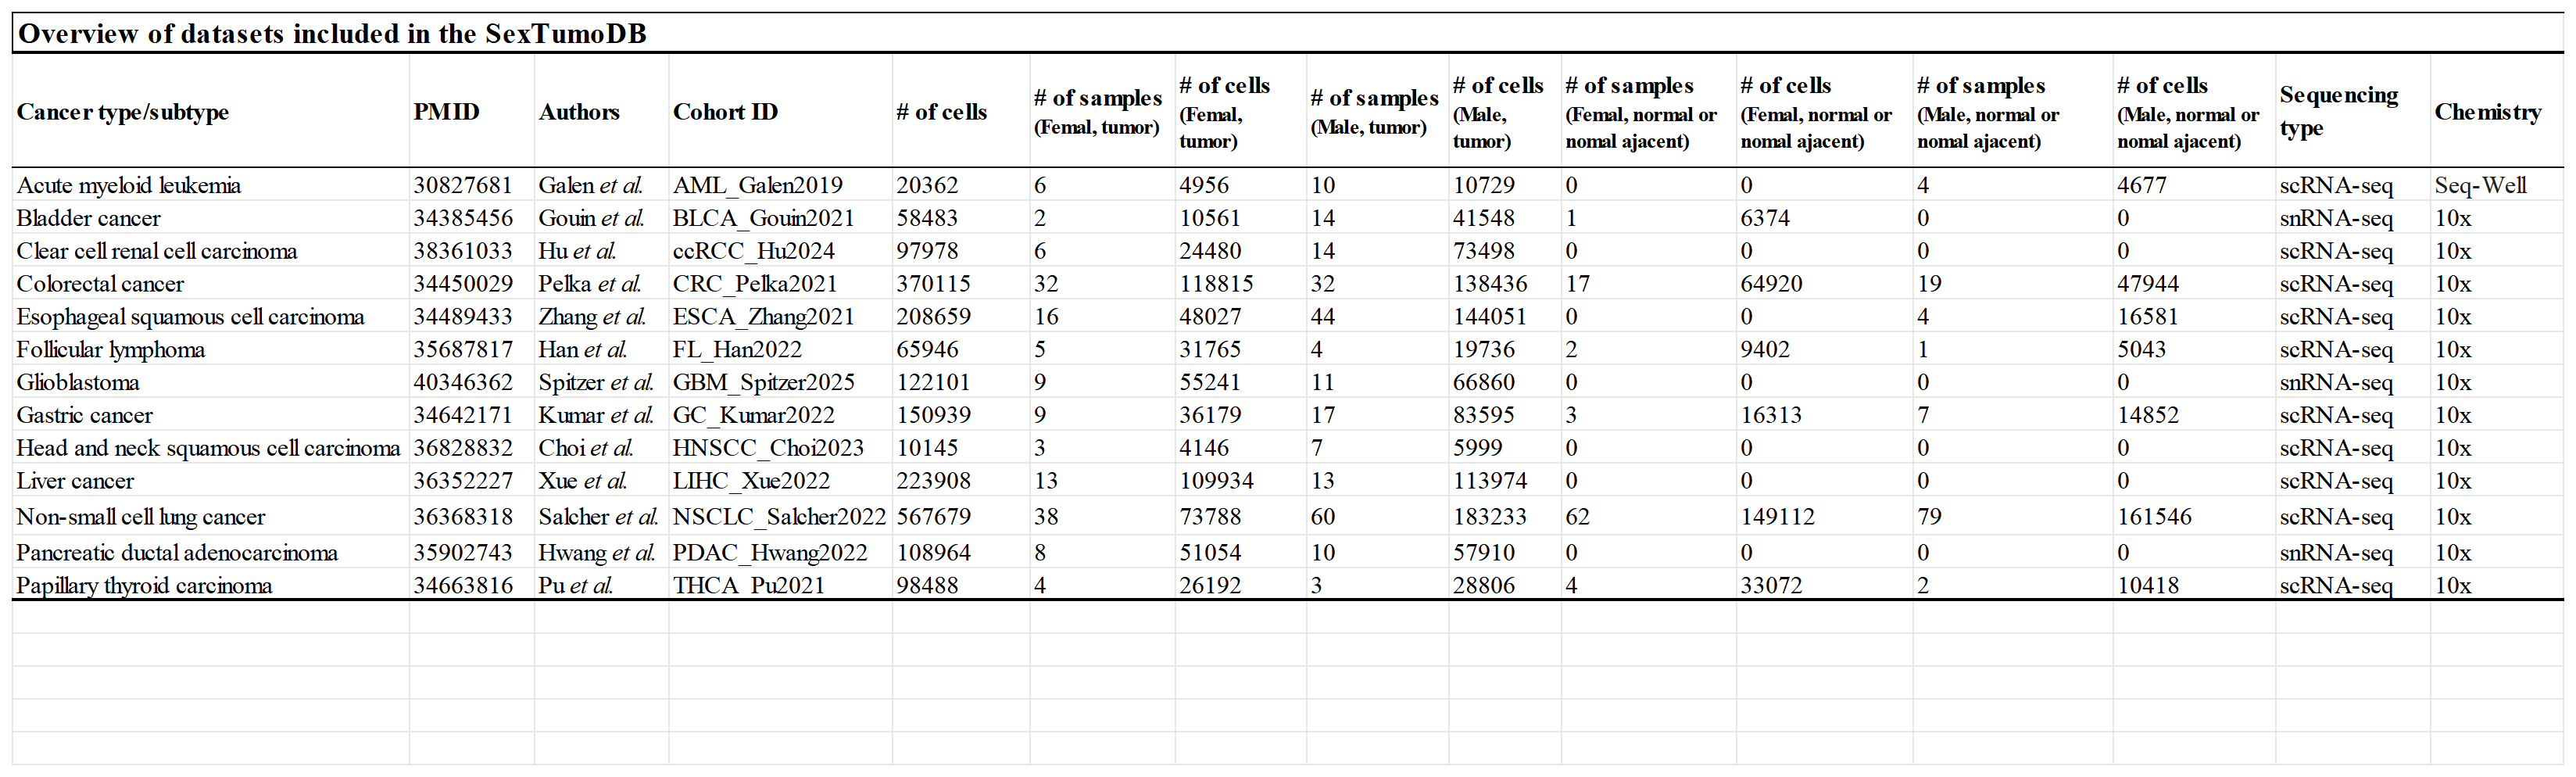 Overview of datasets included in the SexTumoDB
Cancer type/subtype PMID Authors Cohort ID # of cells # of samples (Femal, tumor) # of cells (Femal, tumor) # of samples (Male, tumor) # of cells (Male, tumor) # of samples (Femal, normal or nomal ajacent) # of cells (Femal, normal or nomal ajacent) # of samples (Male, normal or nomal ajacent) # of cells (Male, normal or nomal ajacent) Sequencing type Chemistry
Acute myeloid leukemia 30827681 Galen et al. AML_Galen2019 20362 6 4956 10 10729 0 0 4 4677 scRNA-seq Seq-Well
Bladder cancer 34385456 Gouin et al. BLCA_Gouin2021 58483 2 10561 14 41548 1 6374 0 0 snRNA-seq 10x
Clear cell renal cell carcinoma 38361033 Hu et al. ccRCC_Hu2024 97978 6 24480 14 73498 0 0 0 0 scRNA-seq 10x
Colorectal cancer 34450029 Pelka et al. CRC_Pelka2021 370115 32 118815 32 138436 17 64920 19 47944 scRNA-seq 10x
Esophageal squamous cell carcinoma 34489433 Zhang et al. ESCA_Zhang2021 208659 16 48027 44 144051 0 0 4 16581 scRNA-seq 10x
Follicular lymphoma 35687817 Han et al. FL_Han2022 65946 5 31765 4 19736 2 9402 1 5043 scRNA-seq 10x
Glioblastoma 40346362 Spitzer et al. GBM_Spitzer2025 122101 9 55241 11 66860 0 0 0 0 snRNA-seq 10x
Gastric cancer 34642171 Kumar et al. GC_Kumar2022 150939 9 36179 17 83595 3 16313 7 14852 scRNA-seq 10x
Head and neck squamous cell carcinoma 36828832 Choi et al. HNSCC_Choi2023 10145 3 4146 7 5999 0 0 0 0 scRNA-seq 10x
Liver cancer 36352227 Xue et al. LIHC_Xue2022 223908 13 109934 13 113974 0 0 0 0 scRNA-seq 10x
Non-small cell lung cancer 36368318 Salcher et al. NSCLC_Salcher2022 567679 38 73788 60 183233 62 149112 79 161546 scRNA-seq 10x
Pancreatic ductal adenocarcinoma 35902743 Hwang et al. PDAC_Hwang2022 108964 8 51054 10 57910 0 0 0 0 snRNA-seq 10x
Papillary thyroid carcinoma 34663816 Pu et al. THCA_Pu2021 98488 4 26192 3 28806 4 33072 2 10418 scRNA-seq 10x